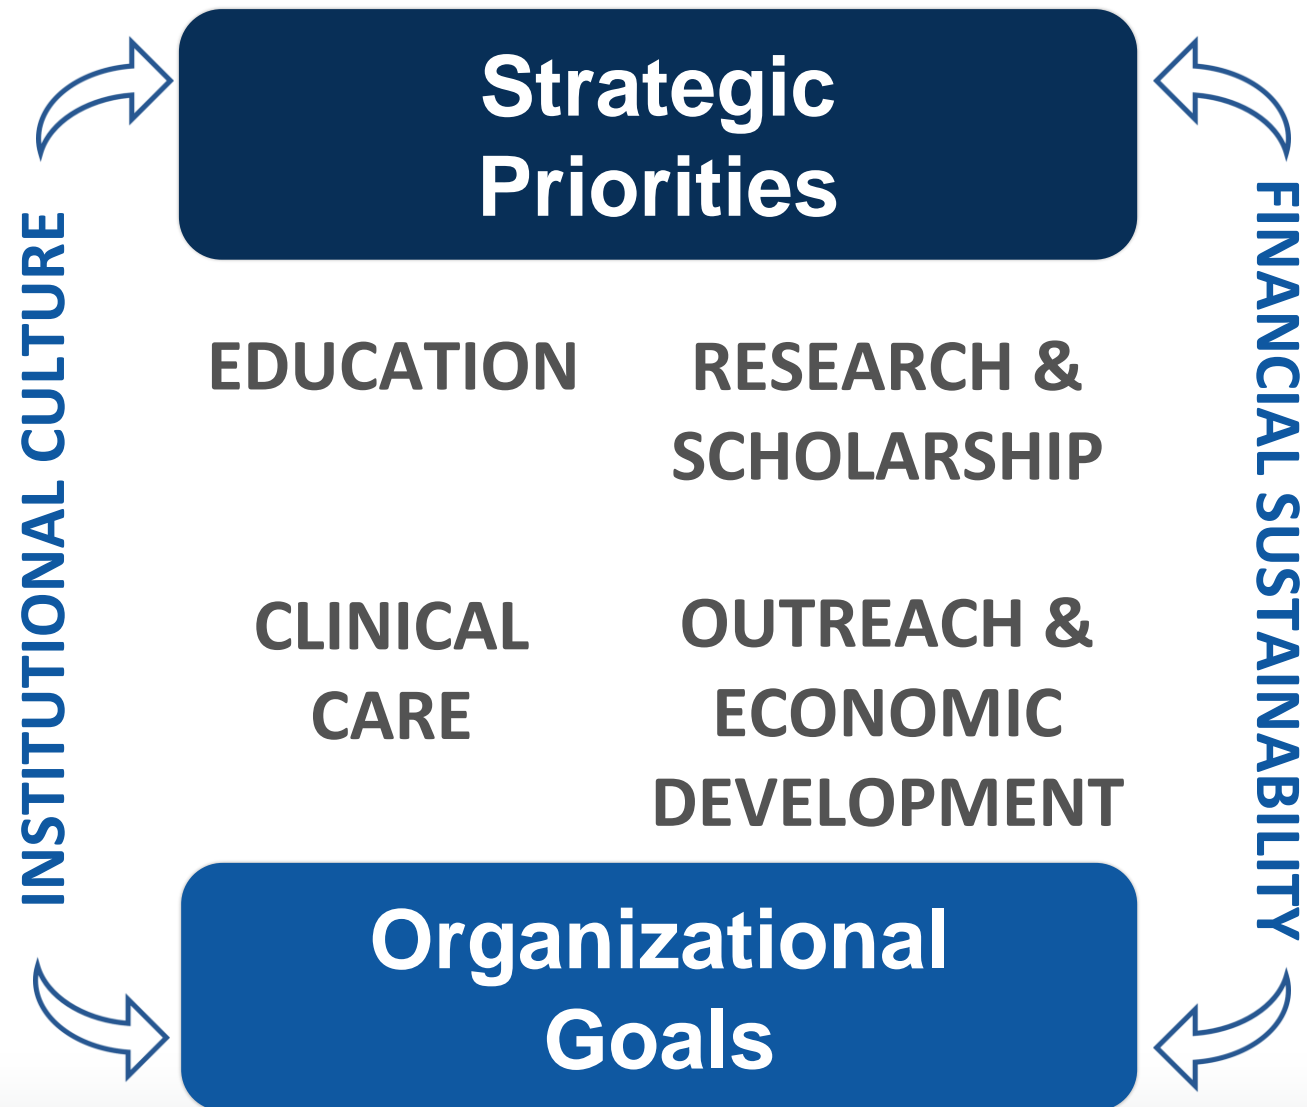 Strategic
Priorities
INSTITUTIONAL CULTURE
EDUCATION
RESEARCH &
SCHOLARSHIP
CLINICAL
CARE
OUTREACH &
ECONOMIC
DEVELOPMENT
FINANCIAL SUSTAINABILITY
Organizational
Goals